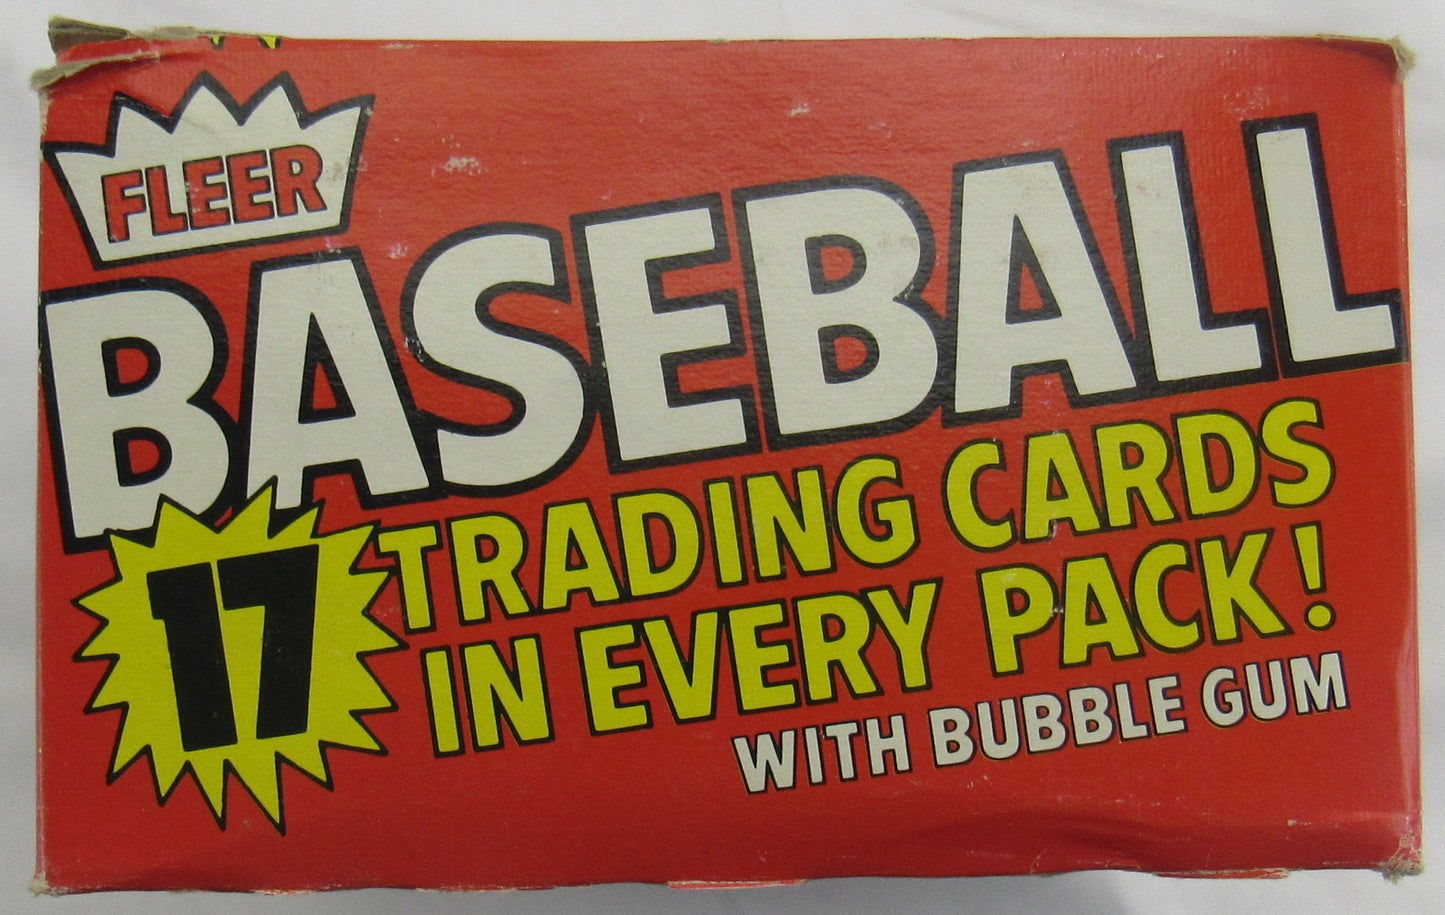 FLEER
BASEBALL
17 TRADING CARDS
IN EVERY PACK!
WITH BUBBLE GUM